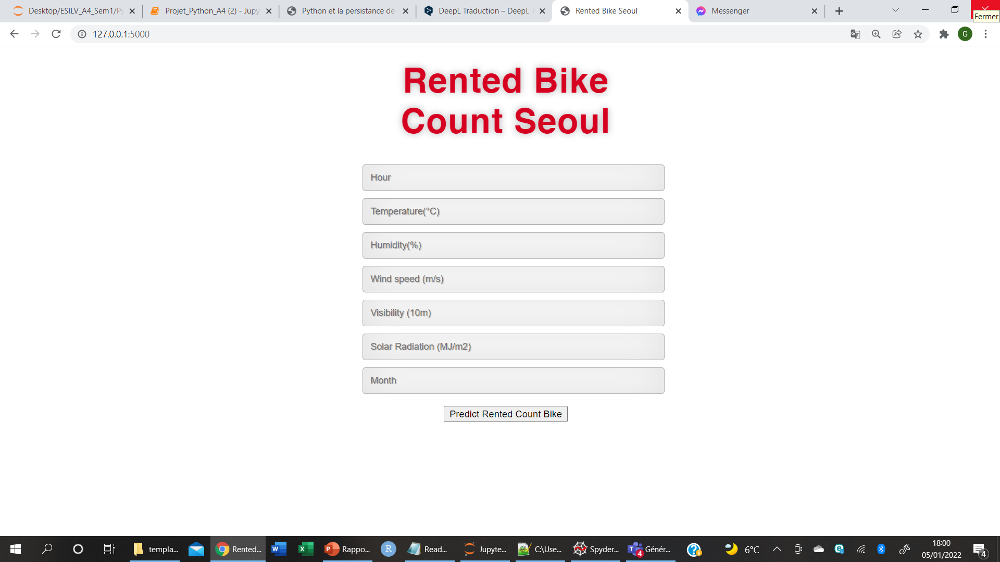 Desktop/ESILV_A4_Sem1/Py
Projet_Python_A4 (2) - Jupy
Python et la persistance de
DeepL Traduction – DeepL T
Rented Bike Seoul
Messenger
Fermer
127.0.0.1:5000
G
Rented Bike
Count Seoul
Hour
Temperature(°C)
Humidity(%)
Wind speed (m/s)
Visibility (10m)
Solar Radiation (MJ/m2)
Month
Predict Rented Count Bike
templa...
Rented...
Rappo...
Read...
Jupyte...
C:\Use...
Spyder...
Génér...
4
6°C
18:00
05/01/2022
4